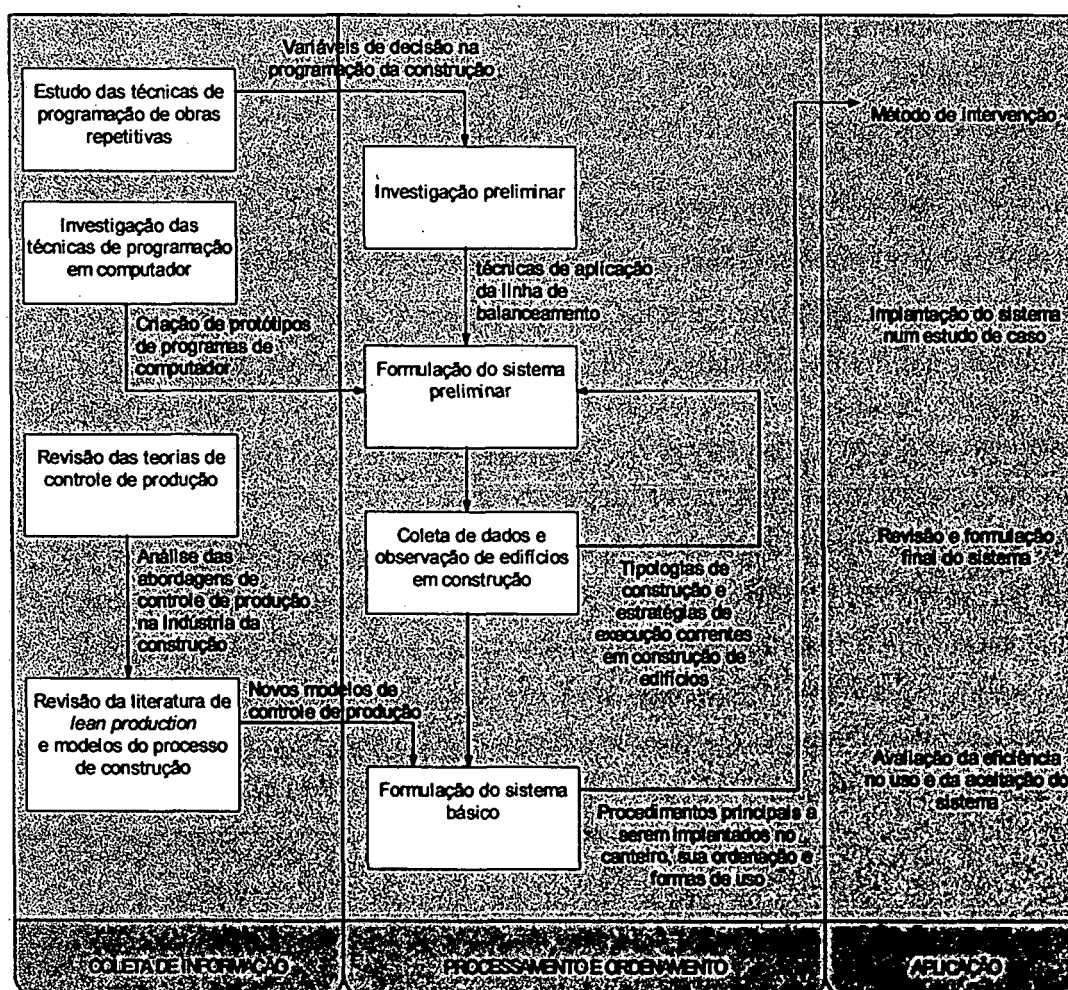 Variáveis de decisão na
programação da construção
Estudo das técnicas de
programação de obras
repetitivas
Investigação das
técnicas de programação
em computador
Criação de protótipos
de programas de
computador
Revisão das teorias de
controle de produção
Análise das
abordagens de
controle de produção
na indústria da
construção
Revisão da literatura de
lean production
e modelos do processo
de construção
Novos modelos de
controle de produção
Investigação preliminar
técnicas de aplicação
da linha de
balanceamento
Formulação do sistema
preliminar
Coleta de dados e
observação de edifícios
em construção
Tipologias de
construção e
estratégias de
execução correntes
em construção de
edifícios
Formulação do sistema
básico
Procedimentos principais a
serem implantados no
canteiro, sua ordenação e
formas de uso
Método de Intervenção
Implantação do sistema
num estudo de caso
Revisão e formulação
final do sistema
Avaliação da eficiência
no uso e da aceitação do
sistema
COLETA DE INFORMAÇÃO
PROCESSAMENTO E ORDENAMENTO
APLICAÇÃO